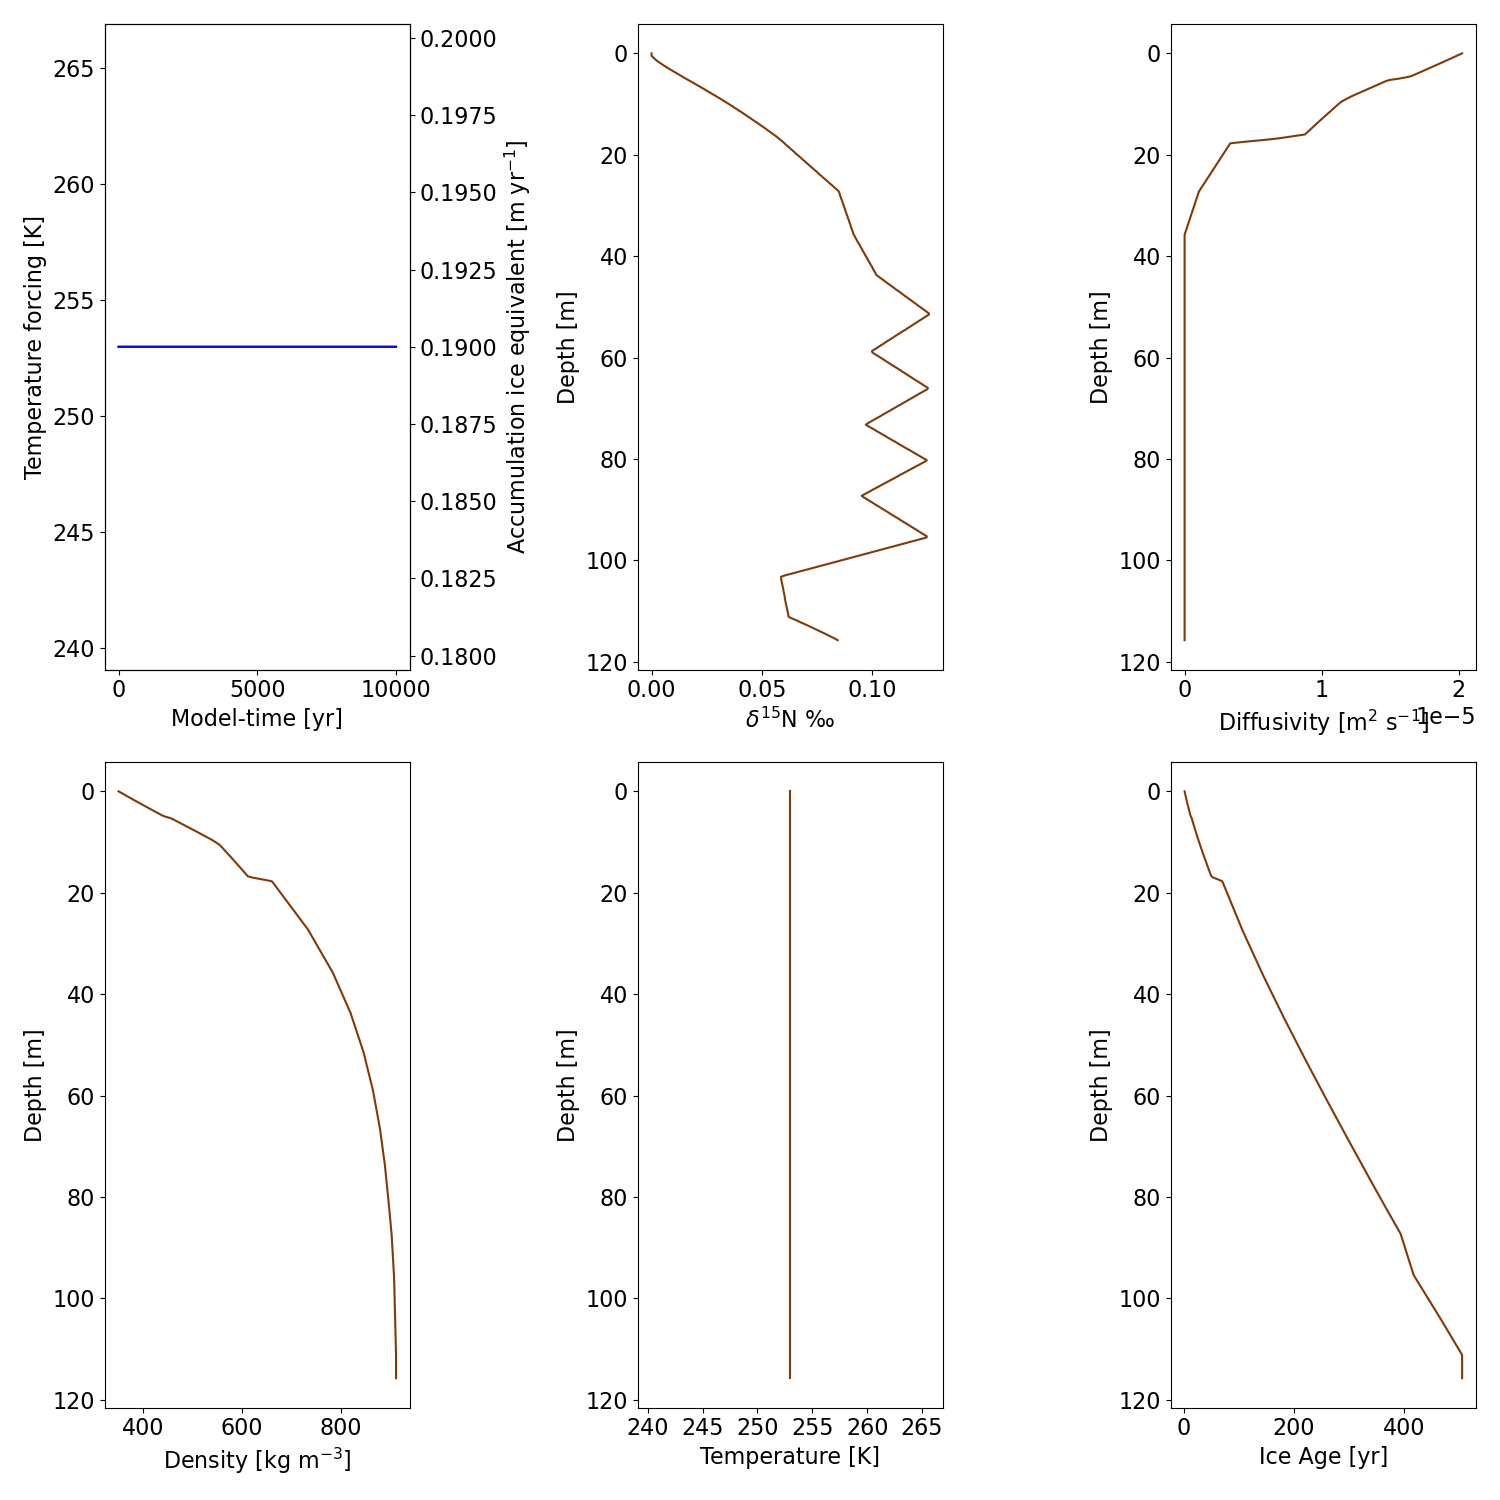 Temperature forcing [K]
265
260
255
250
245
240
0.2000
0.1975
0.1950
0.1925
0.1900
0.1875
0.1850
0.1825
0.1800
Accumulation ice equivalent [m yr⁻¹]
0 5000 10000
Model-time [yr]
Depth [m]
0
20
40
60
80
100
120
0.00 0.05 0.10
δ¹⁵N ‰
Depth [m]
0
20
40
60
80
100
120
0 1 2
1e−5
Diffusivity [m² s⁻¹]
Depth [m]
0
20
40
60
80
100
120
400 600 800
Density [kg m⁻³]
Depth [m]
0
20
40
60
80
100
120
240 245 250 255 260 265
Temperature [K]
Depth [m]
0
20
40
60
80
100
120
0 200 400
Ice Age [yr]